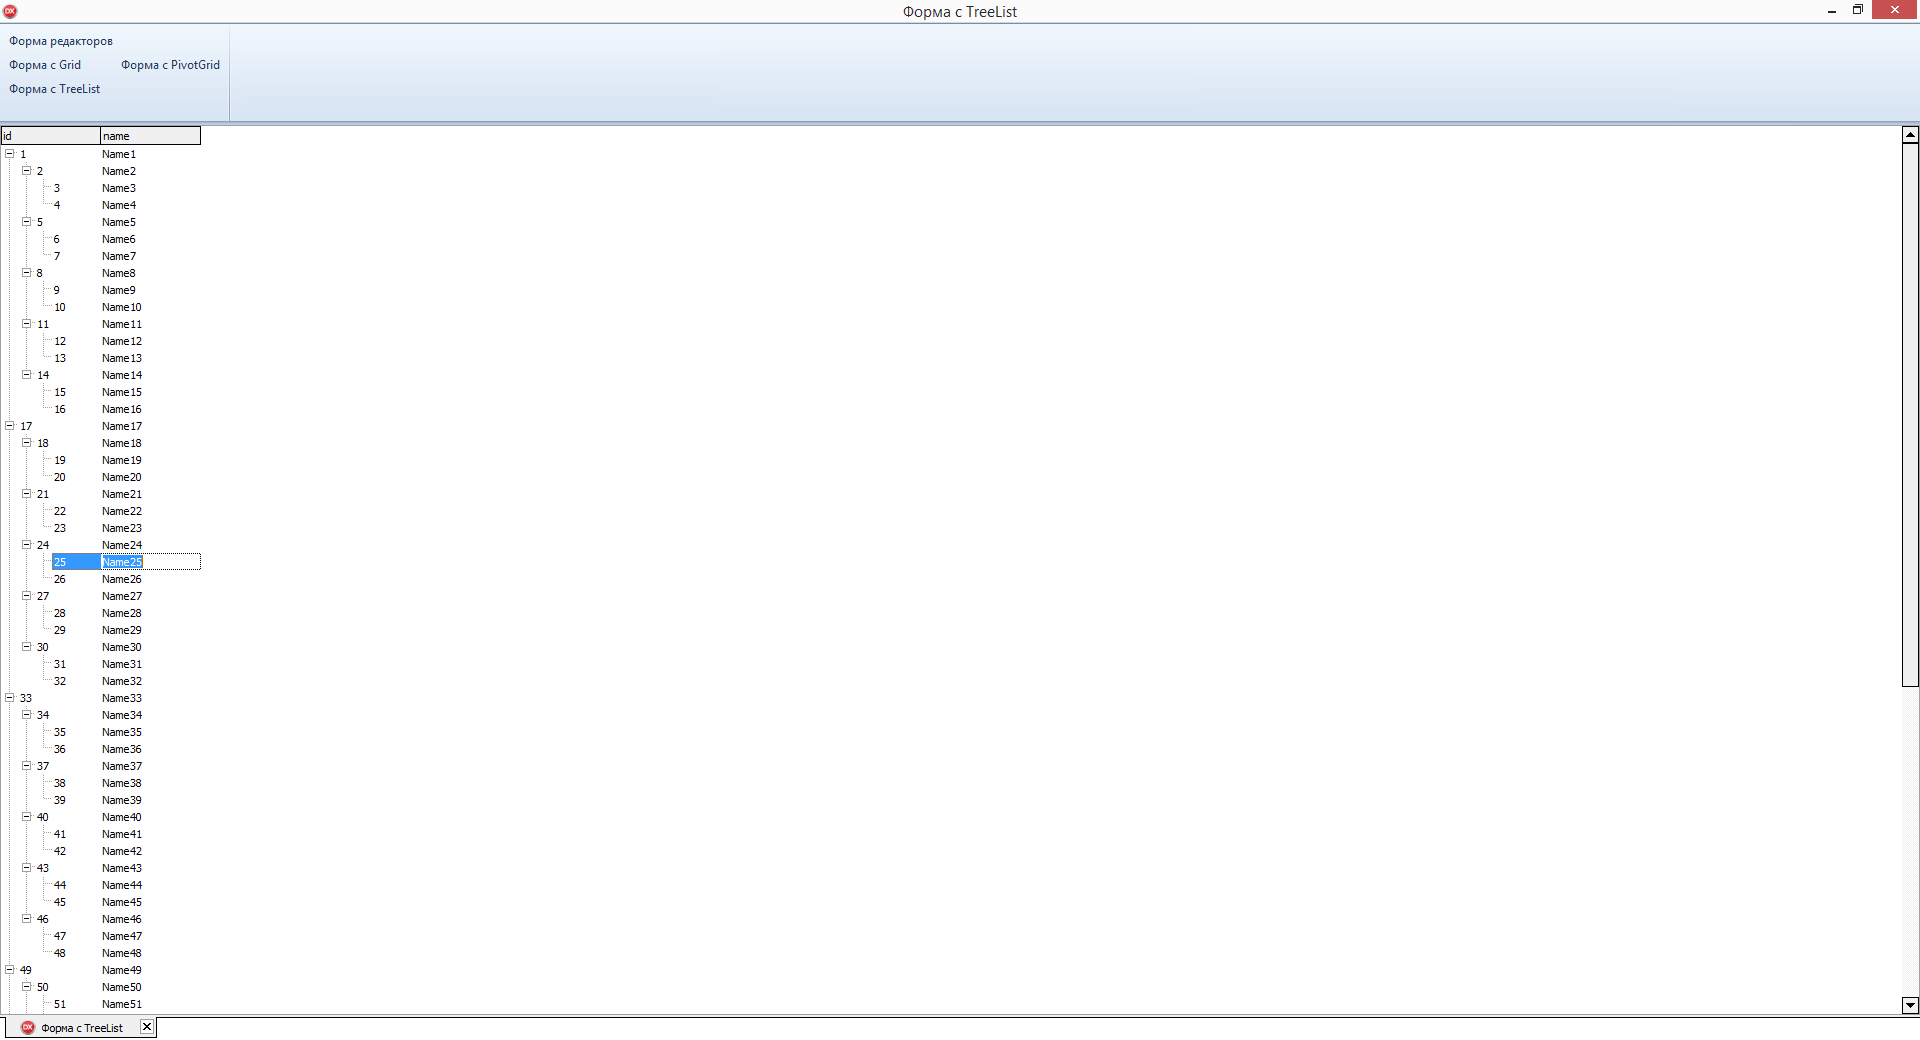 DX Форма с TreeList
Форма редакторов
Форма с Grid Форма с PivotGrid
Форма с TreeList
id name
1 Name1
2 Name2
3 Name3
4 Name4
5 Name5
6 Name6
7 Name7
8 Name8
9 Name9
10 Name10
11 Name11
12 Name12
13 Name13
14 Name14
15 Name15
16 Name16
17 Name17
18 Name18
19 Name19
20 Name20
21 Name21
22 Name22
23 Name23
24 Name24
25 Name25
26 Name26
27 Name27
28 Name28
29 Name29
30 Name30
31 Name31
32 Name32
33 Name33
34 Name34
35 Name35
36 Name36
37 Name37
38 Name38
39 Name39
40 Name40
41 Name41
42 Name42
43 Name43
44 Name44
45 Name45
46 Name46
47 Name47
48 Name48
49 Name49
50 Name50
51 Name51
DX Форма с TreeList